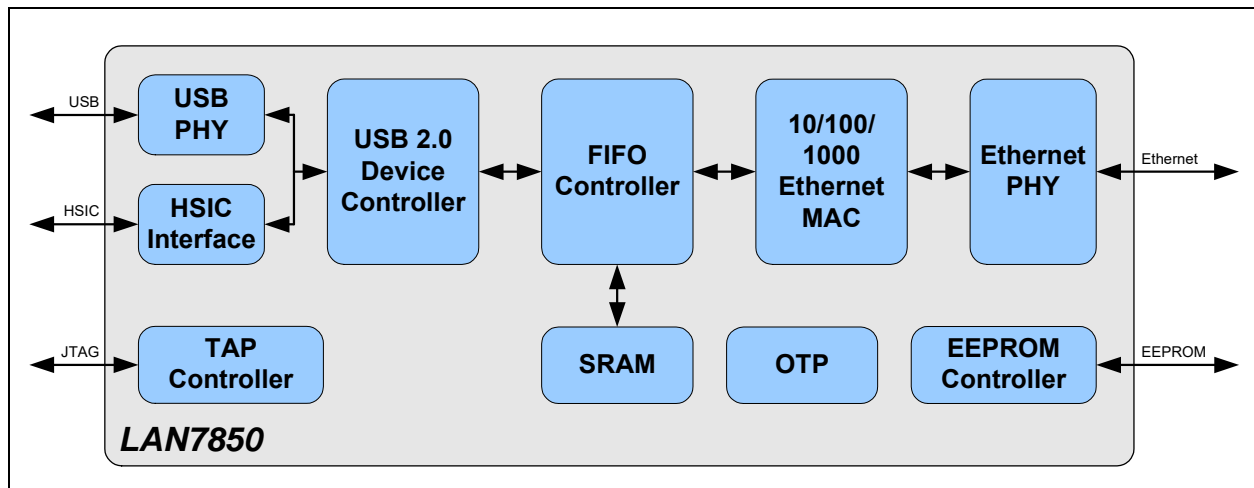 USB
USB
PHY
HSIC
HSIC
Interface
USB 2.0
Device
Controller
FIFO
Controller
10/100/
1000
Ethernet
MAC
Ethernet
PHY
Ethernet
JTAG
TAP
Controller
SRAM
OTP
EEPROM
Controller
EEPROM
LAN7850